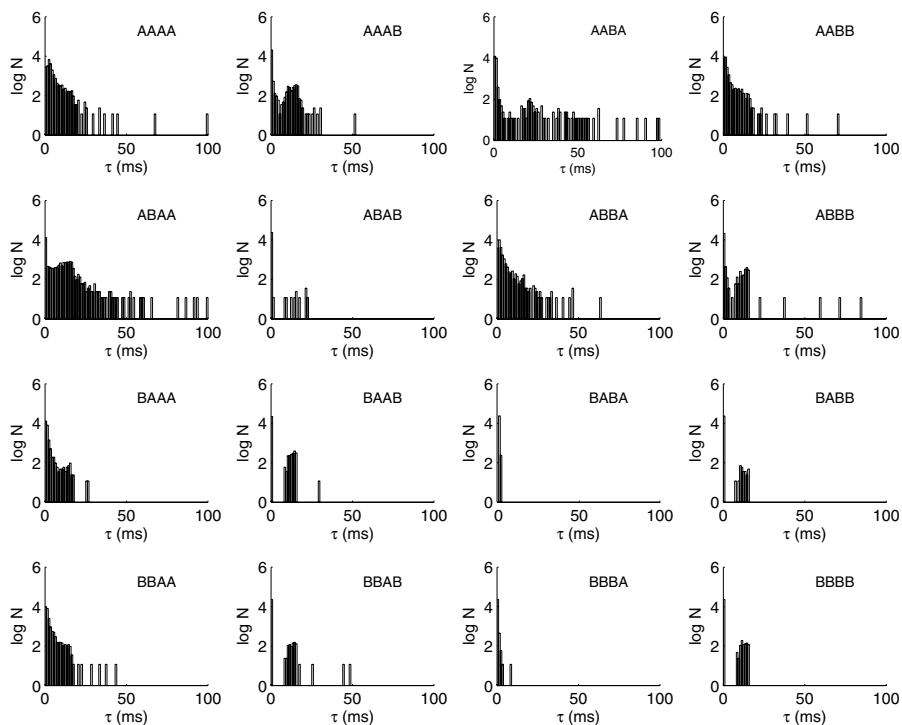 6
AAAA
4
log N
2
0
0 50 100
τ (ms)
6
AAAB
4
log N
2
0
0 50 100
τ (ms)
6
AABA
4
log N
2
0
0 50 100
τ (ms)
6
AABB
4
log N
2
0
0 50 100
τ (ms)
6
ABAA
4
log N
2
0
0 50 100
τ (ms)
6
ABAB
4
log N
2
0
0 50 100
τ (ms)
6
ABBA
4
log N
2
0
0 50 100
τ (ms)
6
ABBB
4
log N
2
0
0 50 100
τ (ms)
6
BAAA
4
log N
2
0
0 50 100
τ (ms)
6
BAAB
4
log N
2
0
0 50 100
τ (ms)
6
BABA
4
log N
2
0
0 50 100
τ (ms)
6
BABB
4
log N
2
0
0 50 100
τ (ms)
6
BBAA
4
log N
2
0
0 50 100
τ (ms)
6
BBAB
4
log N
2
0
0 50 100
τ (ms)
6
BBBA
4
log N
2
0
0 50 100
τ (ms)
6
BBBB
4
log N
2
0
0 50 100
τ (ms)